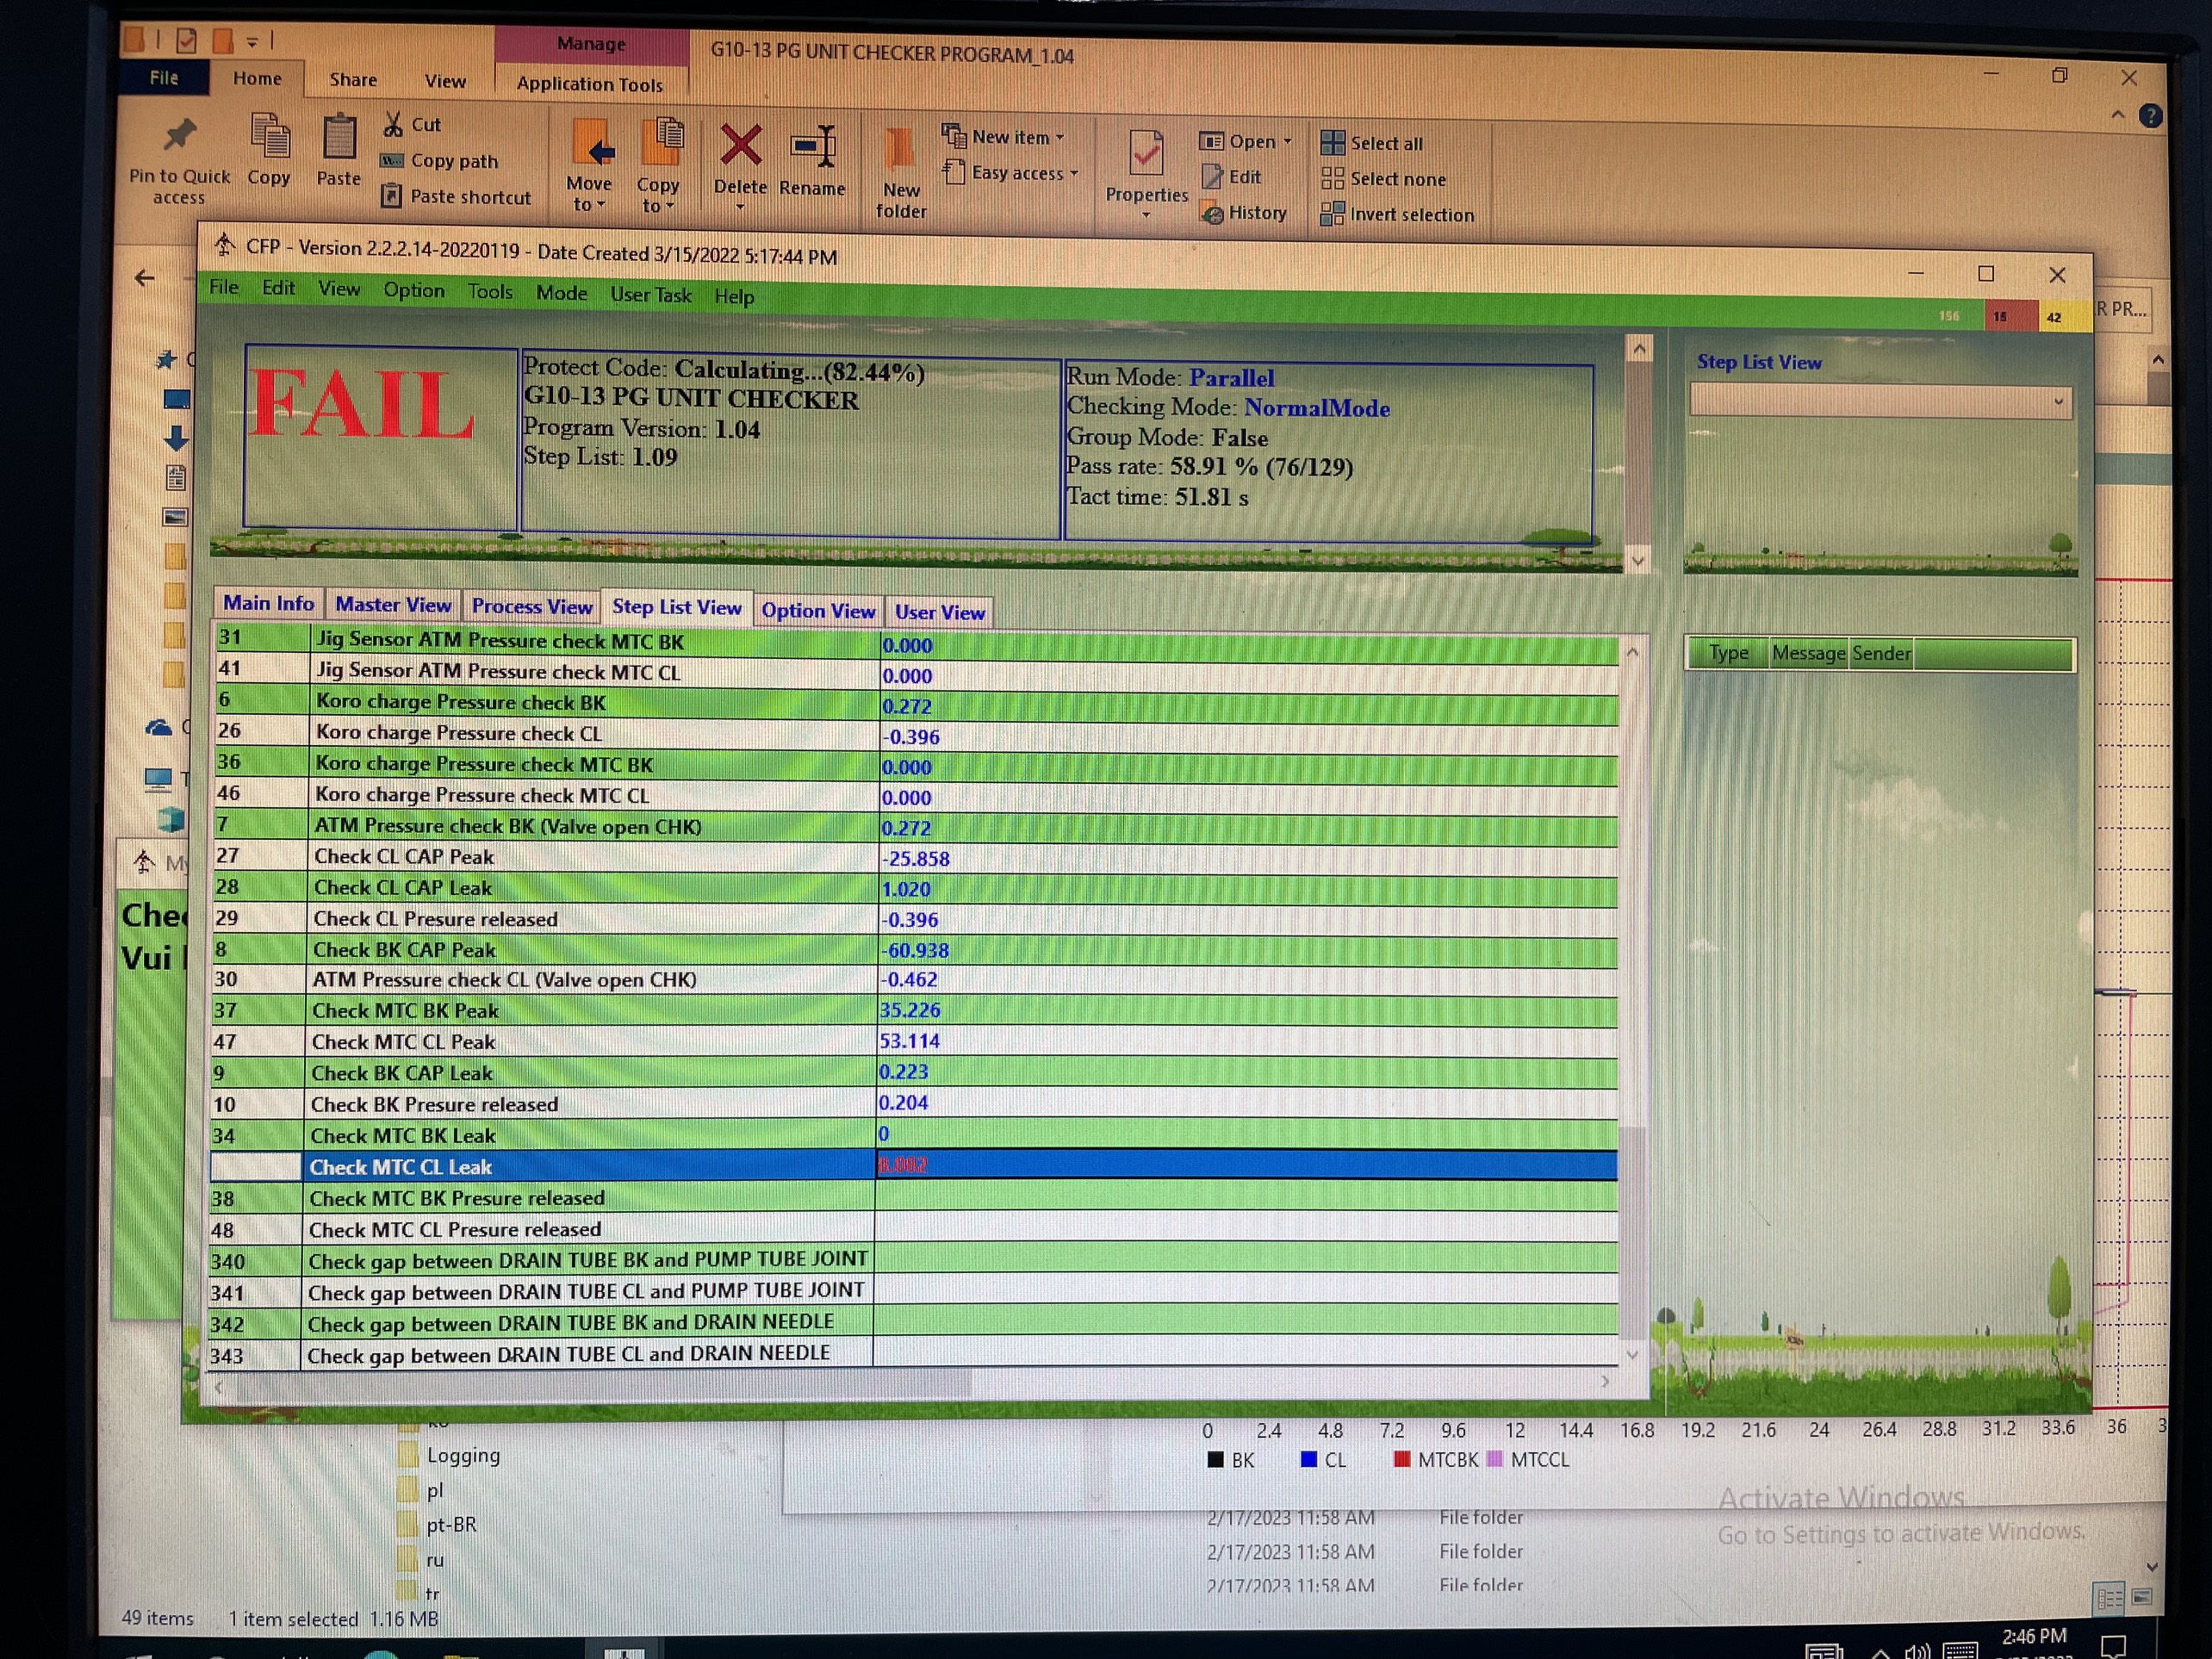 Manage
G10-13 PG UNIT CHECKER PROGRAM_1.04
File
Home
Share
View
Application Tools
Pin to Quick access
Copy
Paste
Cut
Copy path
Paste shortcut
Move to
Copy to
Delete
Rename
New folder
New item
Easy access
Properties
Open
Edit
History
Select all
Select none
Invert selection
CFP - Version 2.2.2.14-20220119 - Date Created 3/15/2022 5:17:44 PM
File Edit View Option Tools Mode User Task Help
156 15 42
R PR...
FAIL
Protect Code: Calculating...(82.44%)
G10-13 PG UNIT CHECKER
Program Version: 1.04
Step List: 1.09
Run Mode: Parallel
Checking Mode: NormalMode
Group Mode: False
Pass rate: 58.91 % (76/129)
Tact time: 51.81 s
Step List View
Main Info Master View Process View Step List View Option View User View
Type Message Sender
31 Jig Sensor ATM Pressure check MTC BK 0.000
41 Jig Sensor ATM Pressure check MTC CL 0.000
6 Koro charge Pressure check BK 0.272
26 Koro charge Pressure check CL -0.396
36 Koro charge Pressure check MTC BK 0.000
46 Koro charge Pressure check MTC CL 0.000
7 ATM Pressure check BK (Valve open CHK) 0.272
27 Check CL CAP Peak -25.858
28 Check CL CAP Leak 1.020
29 Check CL Presure released -0.396
8 Check BK CAP Peak -60.938
30 ATM Pressure check CL (Valve open CHK) -0.462
37 Check MTC BK Peak 35.226
47 Check MTC CL Peak 53.114
9 Check BK CAP Leak 0.223
10 Check BK Presure released 0.204
34 Check MTC BK Leak 0
Check MTC CL Leak
38 Check MTC BK Presure released
48 Check MTC CL Presure released
340 Check gap between DRAIN TUBE BK and PUMP TUBE JOINT
341 Check gap between DRAIN TUBE CL and PUMP TUBE JOINT
342 Check gap between DRAIN TUBE BK and DRAIN NEEDLE
343 Check gap between DRAIN TUBE CL and DRAIN NEEDLE
Vui
0 2.4 4.8 7.2 9.6 12 14.4 16.8 19.2 21.6 24 26.4 28.8 31.2 33.6 36
BK CL MTCBK MTCCL
Logging
pl
pt-BR
ru
tr
2/17/2023 11:58 AM File folder
2/17/2023 11:58 AM File folder
2/17/2023 11:58 AM File folder
Activate Windows
Go to Settings to activate Windows.
49 items 1 item selected 1.16 MB
2:46 PM